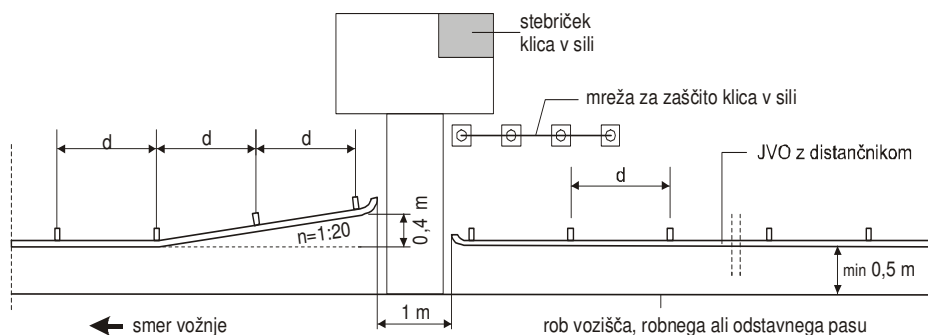 stebriček
klica v sili
mreža za zaščito klica v sili
d
d
d
JVO z distančnikom
d
n=1:20
0,4 m
min 0,5 m
1 m
smer vožnje
rob vozišča, robnega ali odstavnega pasu